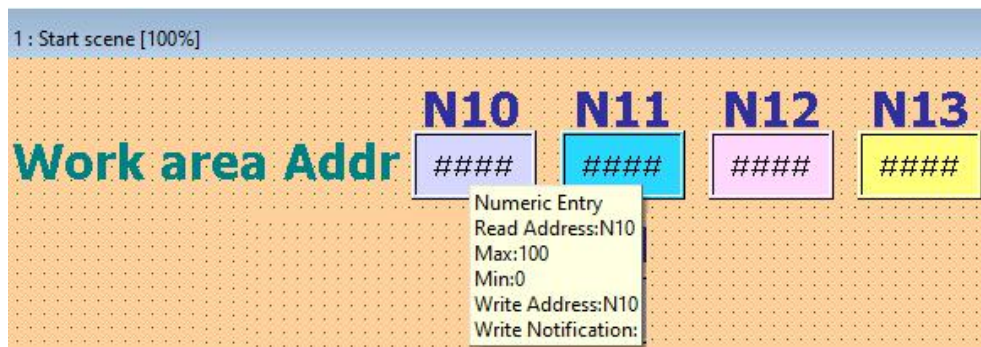 1 : Start scene [100%]
N10 N11 N12 N13
Work area Addr #### #### #### ####
Numeric Entry
Read Address:N10
Max:100
Min:0
Write Address:N10
Write Notification: